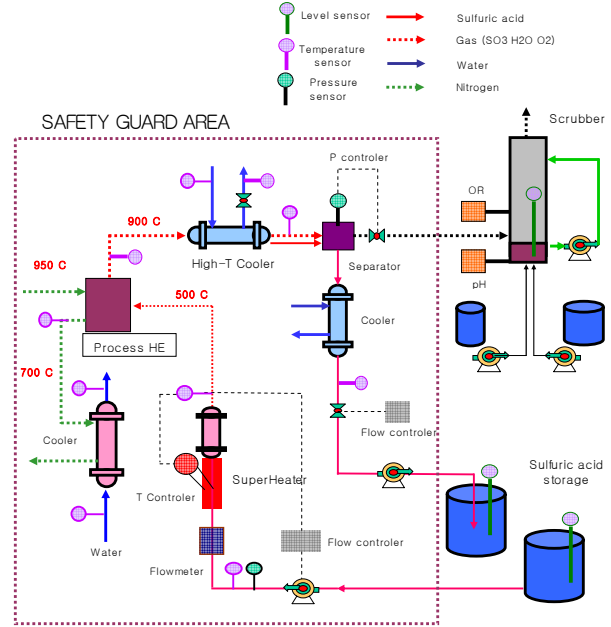 Level sensor
Temperature
sensor
Pressure
sensor
Sulfuric acid
Gas (SO3 H2O O2)
Water
Nitrogen
SAFETY GUARD AREA
Scrubber
P controler
OR
pH
900 C
High-T Cooler
Separator
950 C
500 C
Process HE
Cooler
700 C
Cooler
Flow controler
T Controler
SuperHeater
Sulfuric acid
storage
Water
Flowmeter
Flow controler